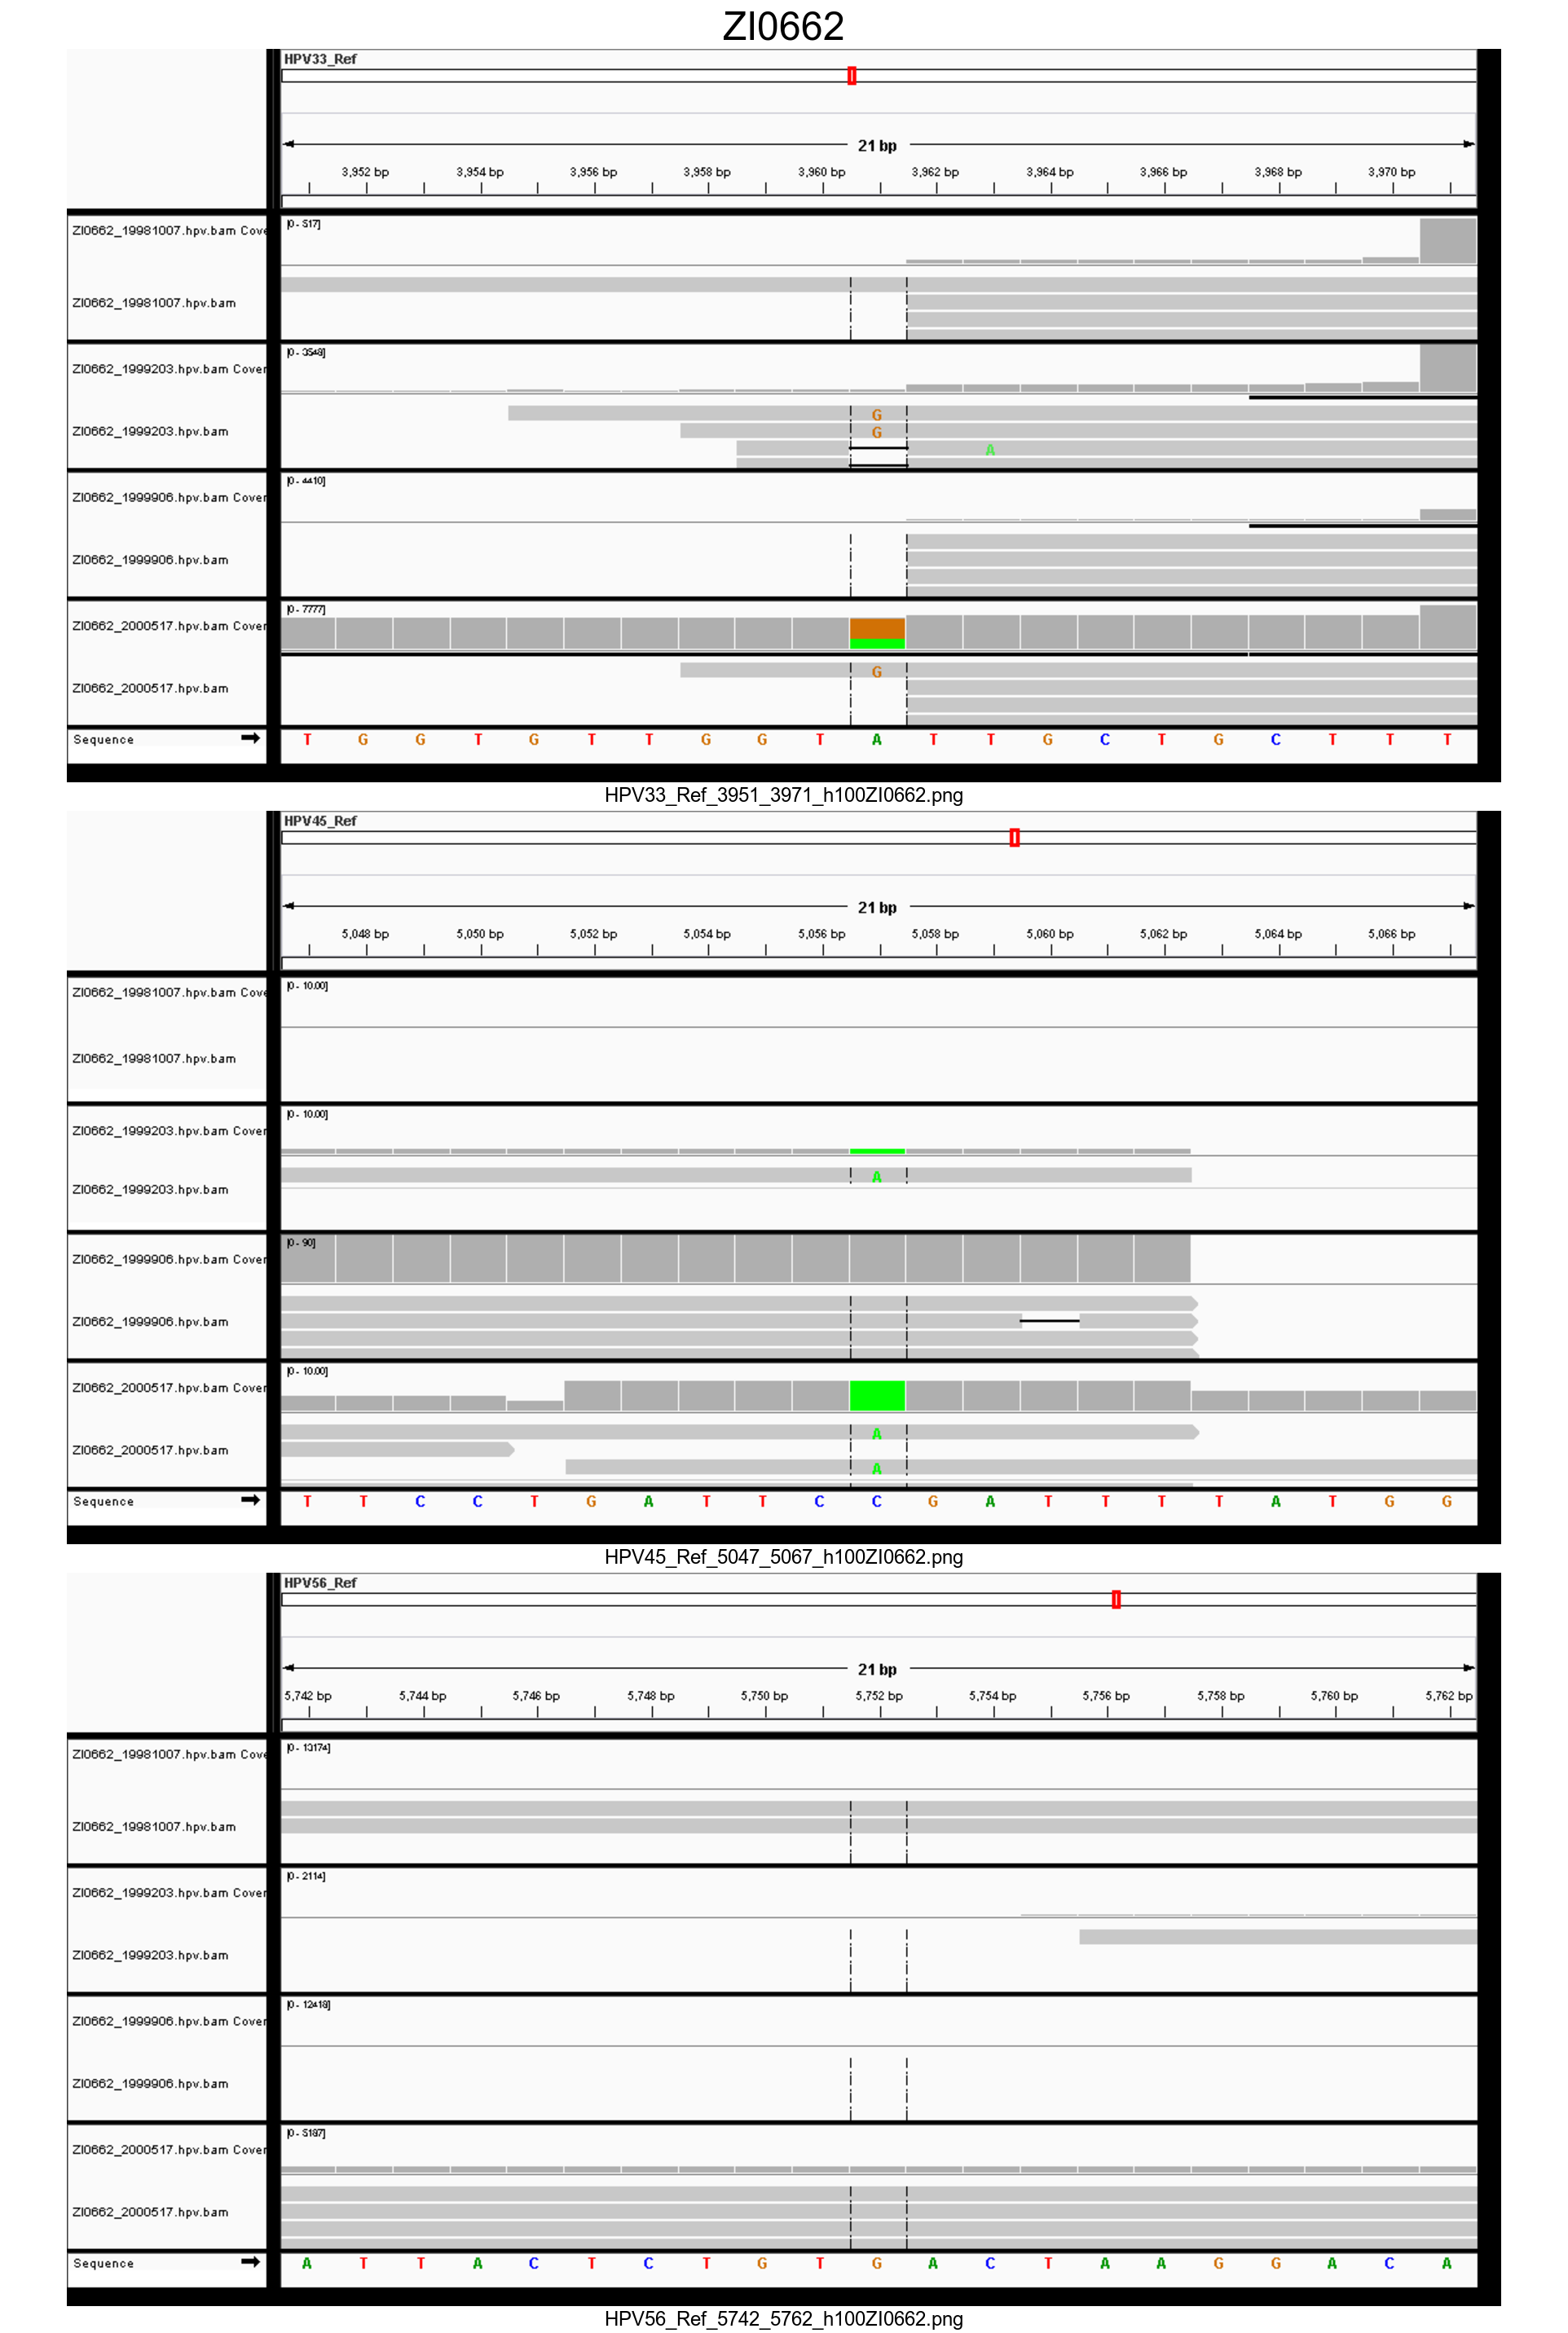 ZI0662
HPV33_Ref
21 bp
3,952 bp 3,954 bp 3,956 bp 3,958 bp 3,960 bp 3,962 bp 3,964 bp 3,966 bp 3,968 bp 3,970 bp
ZI0662_19981007.hpv.bam Cove [0 - 517]
ZI0662_19981007.hpv.bam
ZI0662_1999203.hpv.bam Cover [0 - 3548]
G
ZI0662_1999203.hpv.bam G
A
ZI0662_1999906.hpv.bam Cover [0 - 4410]
ZI0662_1999906.hpv.bam
ZI0662_2000517.hpv.bam Cover [0 - 7777]
G
ZI0662_2000517.hpv.bam
Sequence T G G T G T T G G T A T T G C T G C T T T
HPV33_Ref_3951_3971_h100ZI0662.png
HPV45_Ref
21 bp
5,048 bp 5,050 bp 5,052 bp 5,054 bp 5,056 bp 5,058 bp 5,060 bp 5,062 bp 5,064 bp 5,066 bp
ZI0662_19981007.hpv.bam Cove [0 - 10.00]
ZI0662_19981007.hpv.bam
ZI0662_1999203.hpv.bam Cover [0 - 10.00]
A
ZI0662_1999203.hpv.bam
ZI0662_1999906.hpv.bam Cover [0 - 90]
ZI0662_1999906.hpv.bam
ZI0662_2000517.hpv.bam Cover [0 - 10.00]
A
ZI0662_2000517.hpv.bam
A
Sequence T T C C T G A T T C C G A T T T T A T G G
HPV45_Ref_5047_5067_h100ZI0662.png
HPV56_Ref
21 bp
5,742 bp 5,744 bp 5,746 bp 5,748 bp 5,750 bp 5,752 bp 5,754 bp 5,756 bp 5,758 bp 5,760 bp 5,762 bp
ZI0662_19981007.hpv.bam Cove [0 - 13174]
ZI0662_19981007.hpv.bam
ZI0662_1999203.hpv.bam Cover [0 - 2114]
ZI0662_1999203.hpv.bam
ZI0662_1999906.hpv.bam Cover [0 - 12418]
ZI0662_1999906.hpv.bam
ZI0662_2000517.hpv.bam Cover [0 - 5187]
ZI0662_2000517.hpv.bam
Sequence A T T A C T C T G T G A C T A A G G A C A
HPV56_Ref_5742_5762_h100ZI0662.png